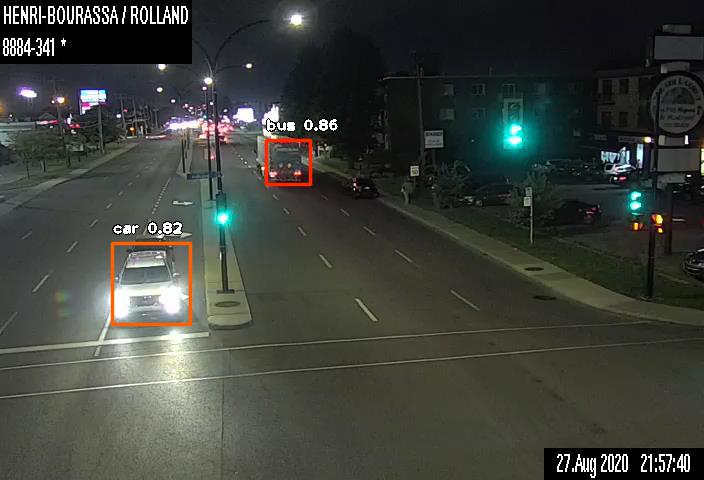 HENRI-BOURASSA / ROLLAND
8884-341 *
bus 0.86
car 0.82
27.Aug 2020 21:57:40